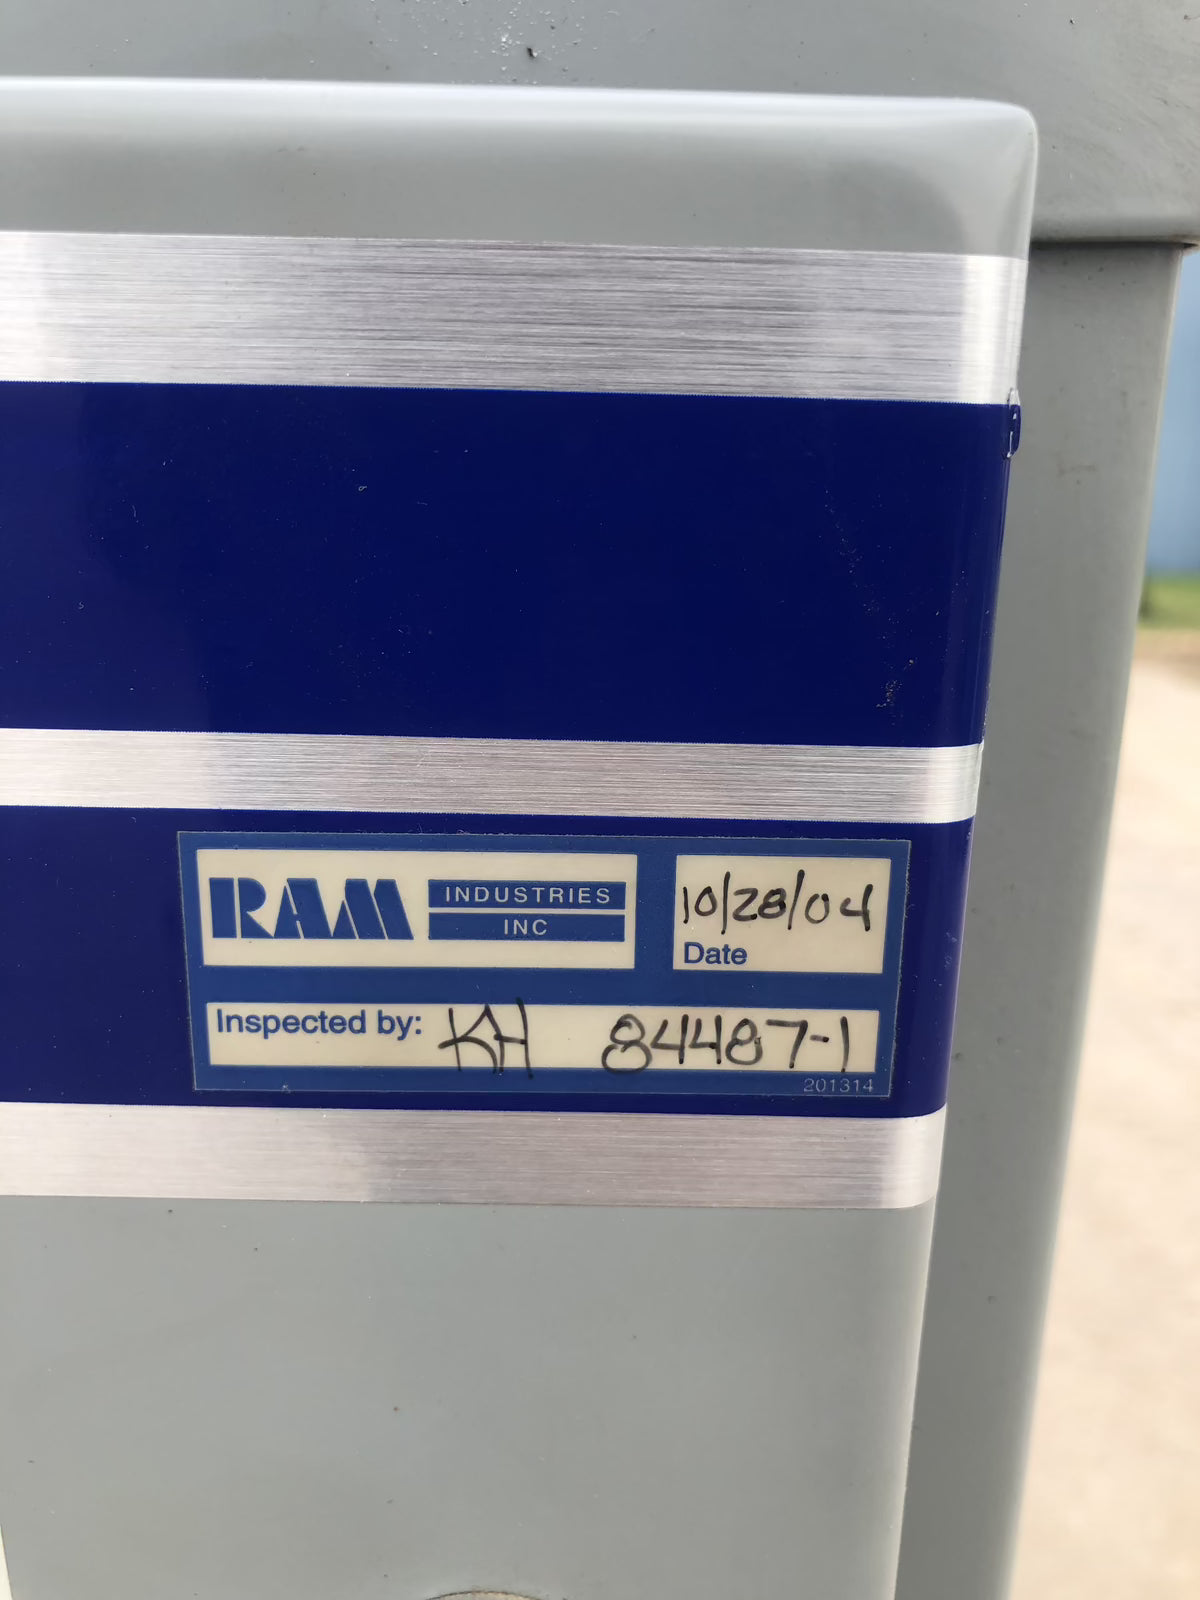 RAM INDUSTRIES
INC
10/28/04
Date
Inspected by: KH 84487-1
201314